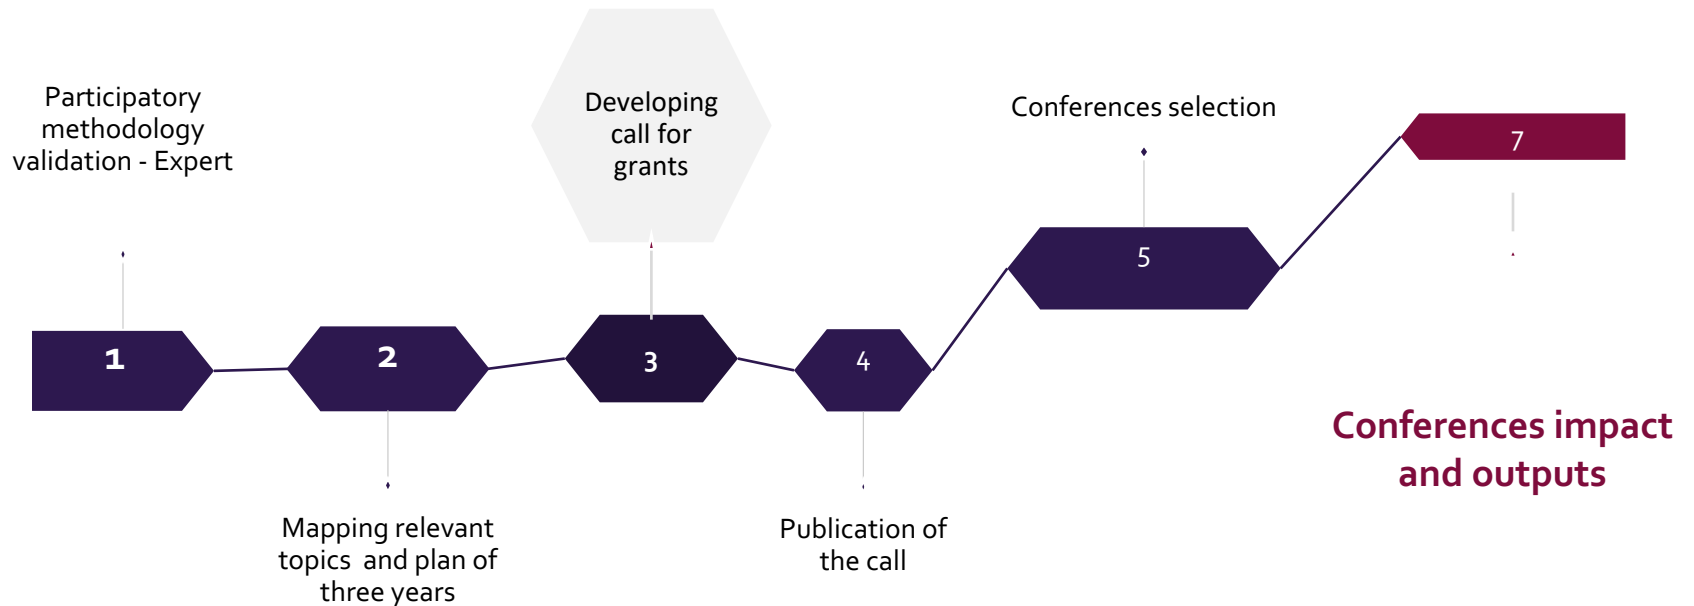 Participatory
methodology
validation - Expert
1
2
Mapping relevant
topics and plan of
three years
Developing
call for
grants
3
4
Publication of
the call
Conferences selection
5
7
Conferences impact
and outputs